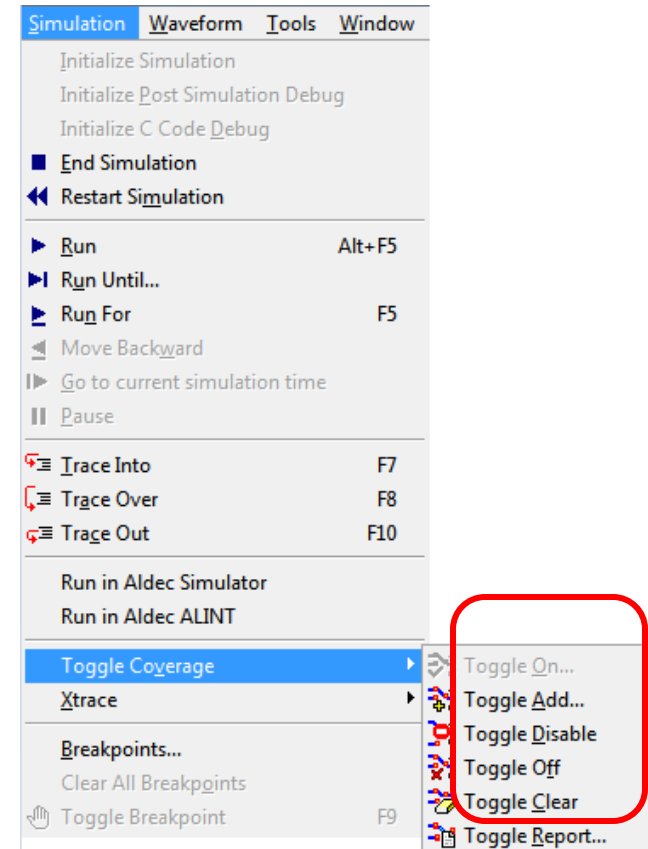 Simulation Waveform Tools Window
Initialize Simulation
Initialize Post Simulation Debug
Initialize C Code Debug
End Simulation
Restart Simulation
Run Alt+F5
Run Until...
Run For F5
Move Backward
Go to current simulation time
Pause
Trace Into F7
Trace Over F8
Trace Out F10
Run in Aldec Simulator
Run in Aldec ALINT
Toggle Coverage
Toggle On...
Xtrace
Toggle Add...
Toggle Disable
Breakpoints...
Toggle Off
Clear All Breakpoints
Toggle Clear
Toggle Breakpoint F9
Toggle Report...